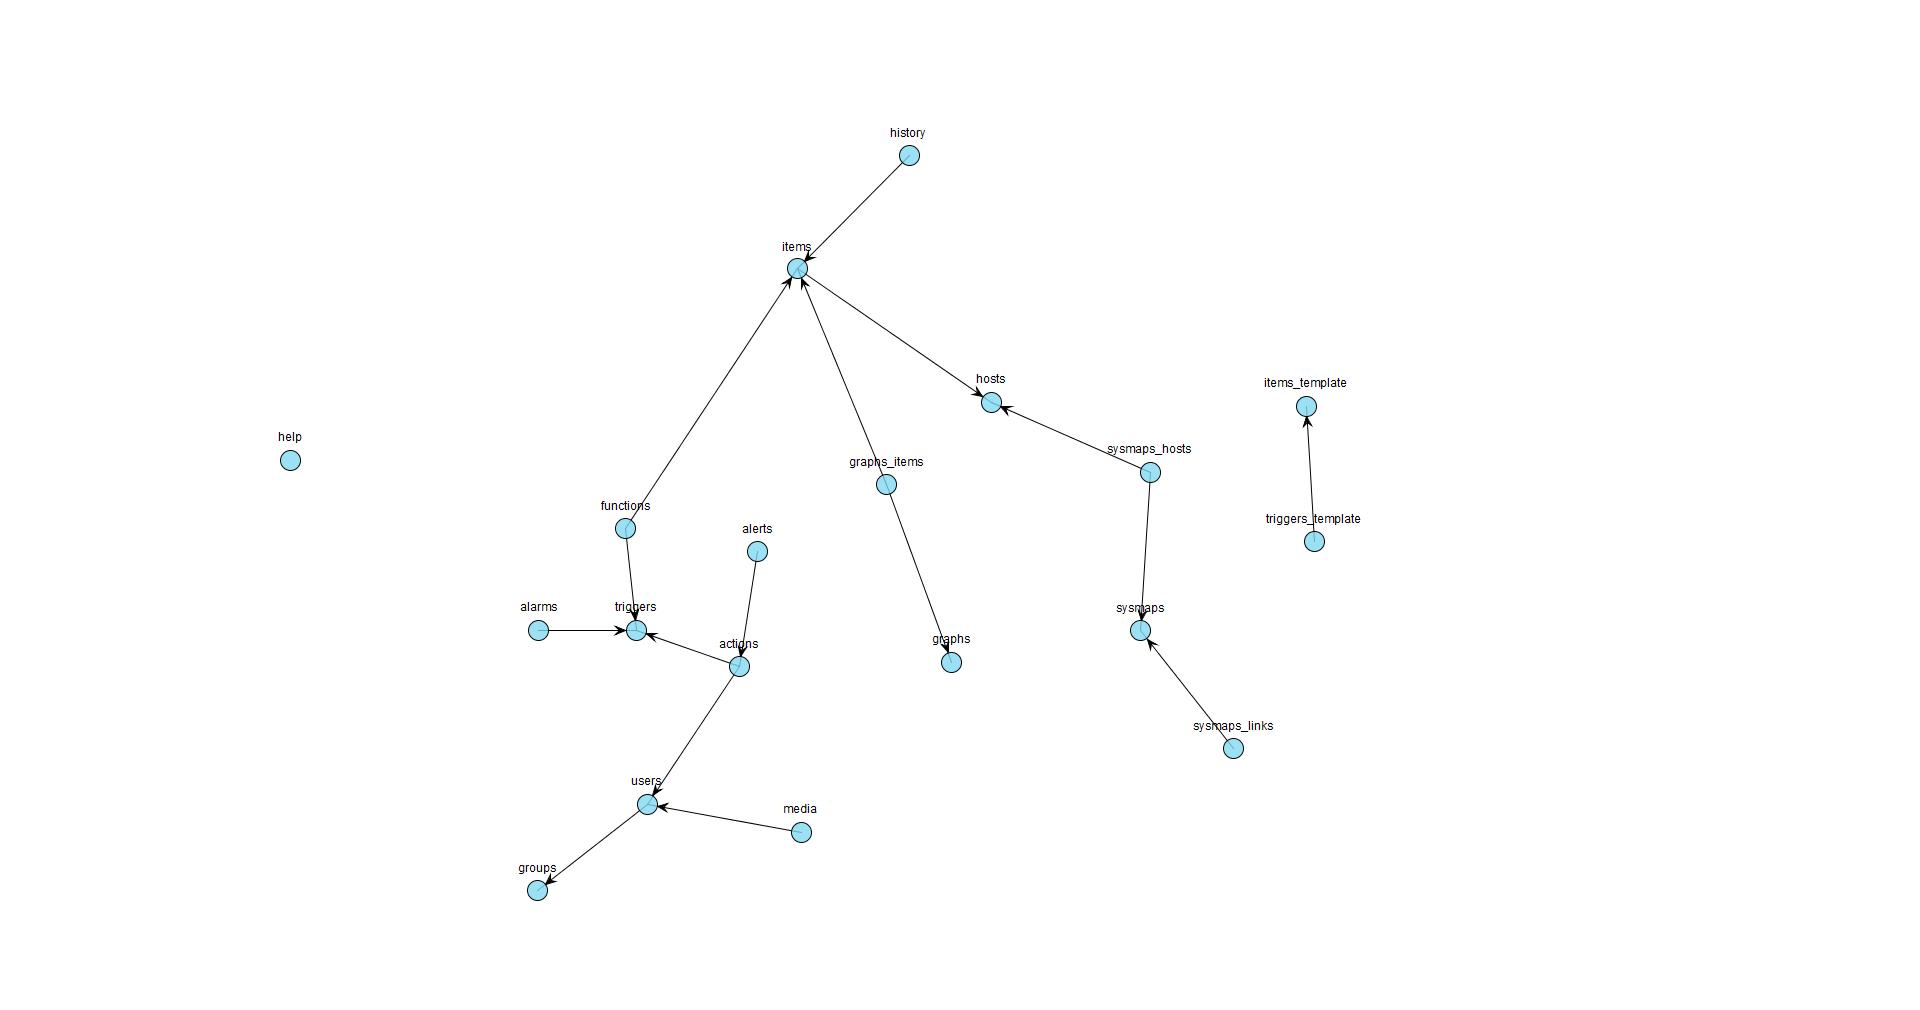 history
items
hosts
items_template
help
sysmaps_hosts
graphs_items
functions
triggers_template
alerts
alarms
triggers
sysmaps
graphs
actions
sysmaps_links
users
media
groups